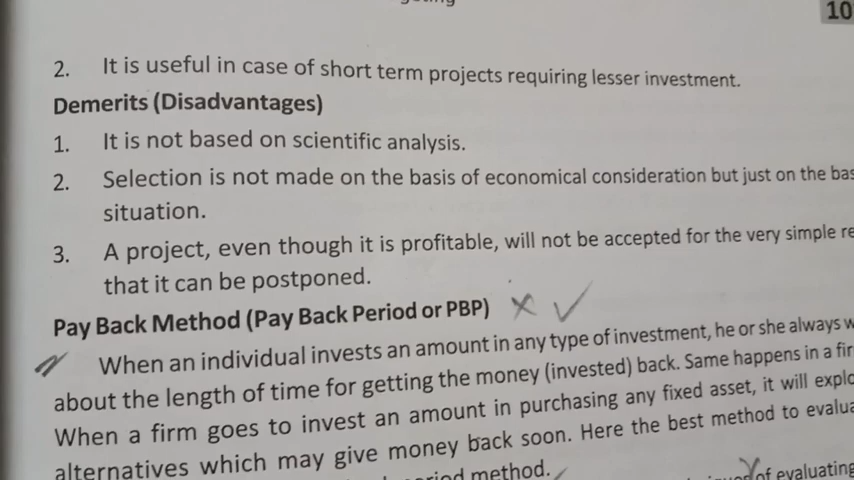 10
2. It is useful in case of short term projects requiring lesser investment.
Demerits (Disadvantages)
1. It is not based on scientific analysis.
2. Selection is not made on the basis of economical consideration but just on the
situation.
3. A project, even though it is profitable, will not be accepted for the very simple
that it can be postponed.
Pay Back Method (Pay Back Period or PBP)
When an individual invests an amount in any type of investment, he or she always
about the length of time for getting the money (invested) back. Same happens in a
When a firm goes to invest an amount in purchasing any fixed asset, it will
alternatives which may give money back soon. Here the best method to
method.
of evaluating